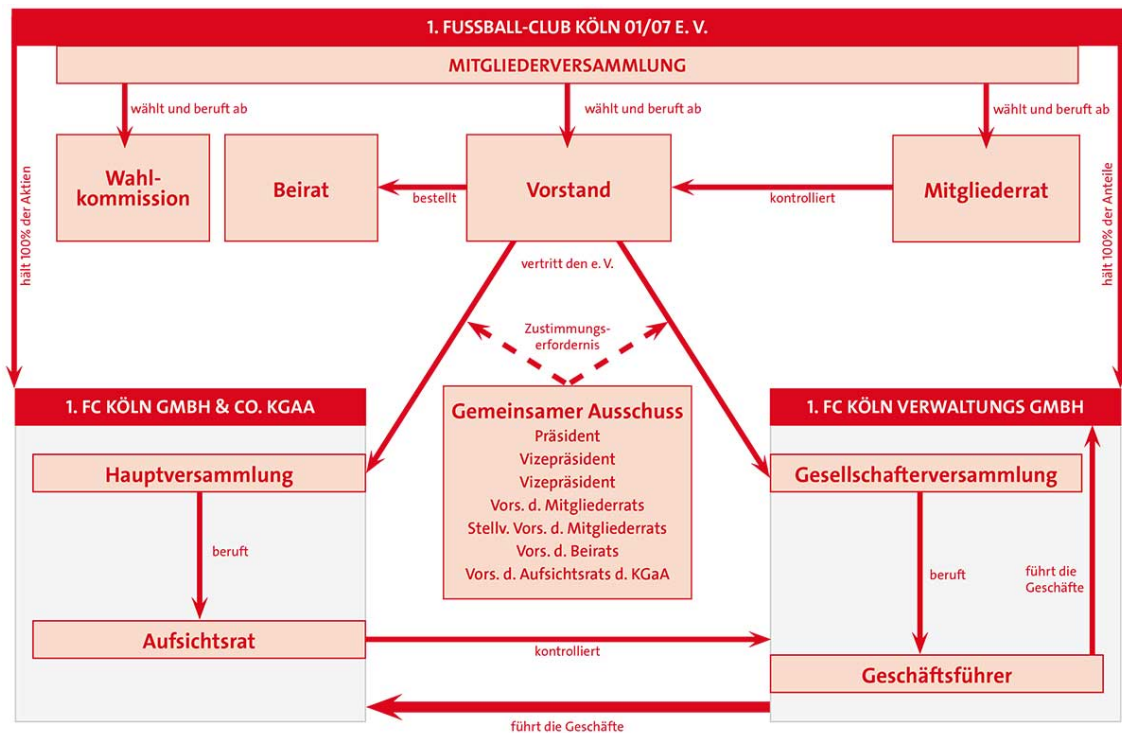 1. FUSSBALL-CLUB KÖLN 01/07 E. V.
MITGLIEDERVERSAMMLUNG
wählt und beruft ab
wählt und beruft ab
wählt und beruft ab
Wahl-
kommission
Beirat
bestellt
Vorstand
kontrolliert
Mitgliederrat
hält 100% der Aktien
hält 100% der Anteile
vertritt den e. V.
Zustimmungs-
erfordernis
1. FC KÖLN GMBH & CO. KGAA
Hauptversammlung
beruft
Aufsichtsrat
Gemeinsamer Ausschuss
Präsident
Vizepräsident
Vizepräsident
Vors. d. Mitgliederrats
Stellv. Vors. d. Mitgliederrats
Vors. d. Beirats
Vors. d. Aufsichtsrats d. KGaA
1. FC KÖLN VERWALTUNGS GMBH
Gesellschafterversammlung
beruft
führt die
Geschäfte
Geschäftsführer
kontrolliert
führt die Geschäfte